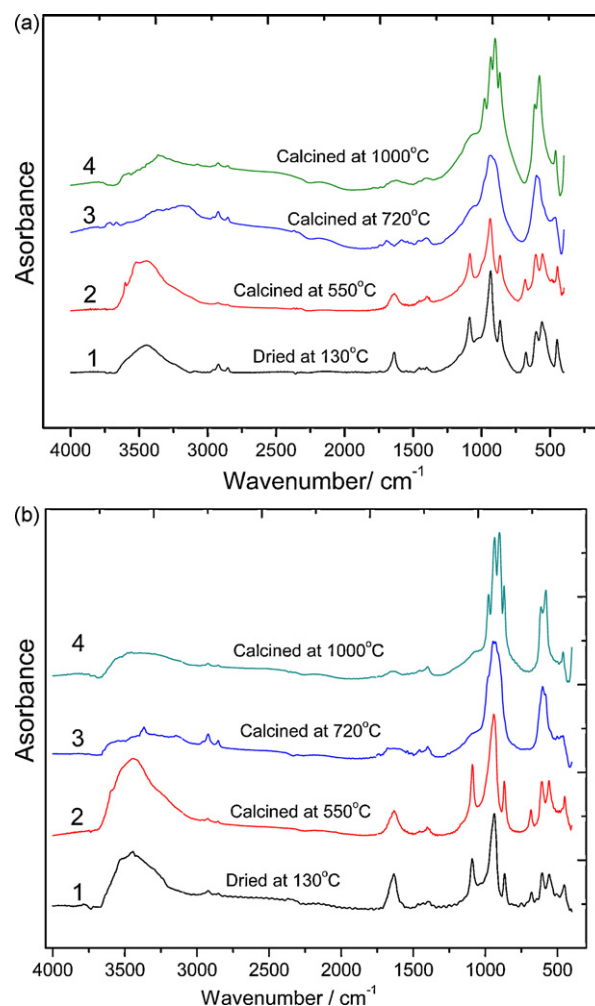 (a)
4
Calcined at 1000°C
3
Calcined at 720°C
2
Calcined at 550°C
1
Dried at 130°C
Asorbance
4000 3500 3000 2500 2000 1500 1000 500
Wavenumber/ cm⁻¹
(b)
4
Calcined at 1000°C
3
Calcined at 720°C
2
Calcined at 550°C
1
Dried at 130°C
Asorbance
4000 3500 3000 2500 2000 1500 1000 500
Wavenumber / cm⁻¹